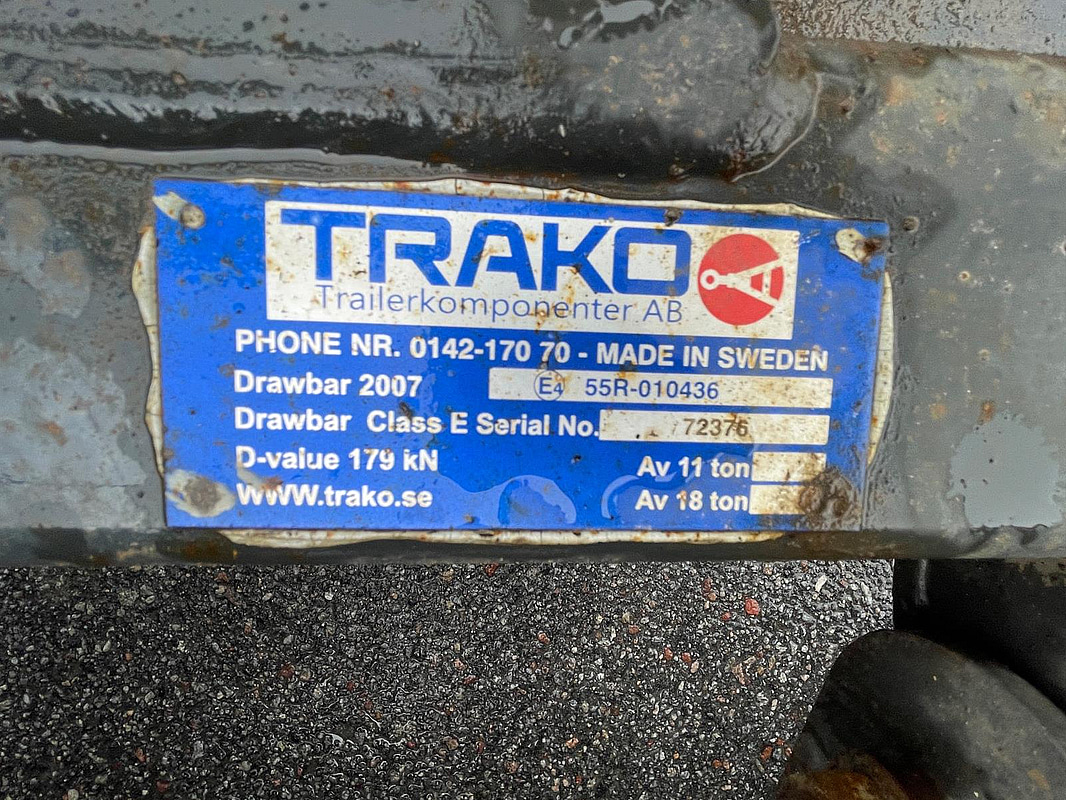 TRAKO
Trailerkomponenter AB
PHONE NR. 0142-170 70 - MADE IN SWEDEN
Drawbar 2007 E4 55R-010436
Drawbar Class E Serial No. 72376
D-value 179 kN Av 11 ton
WWW.trako.se Av 18 ton